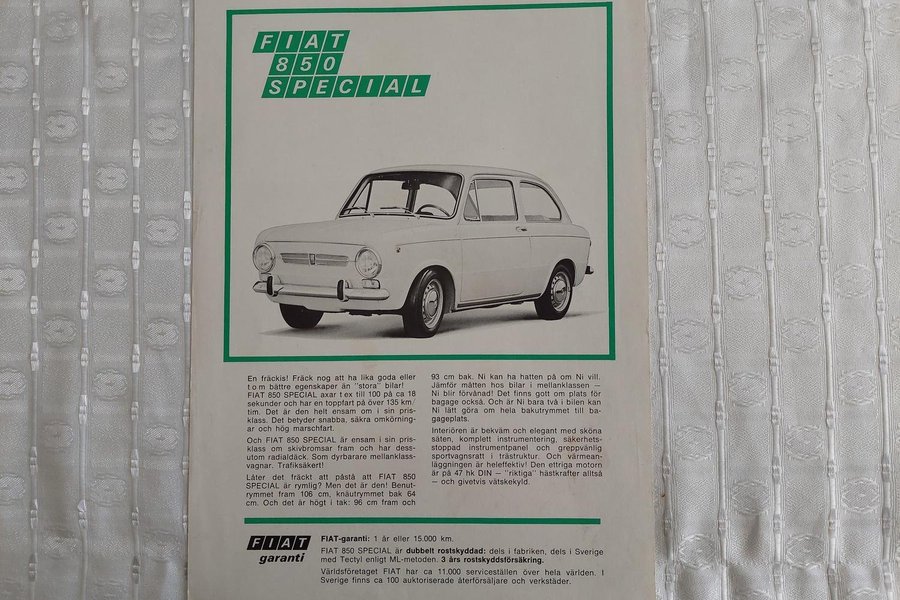 FIAT
850
SPECIAL
En fräckis! Fräck nog att ha lika goda eller
tom bättre egenskaper än "stora" bilar!
FIAT 850 SPECIAL axar t ex till 100 på ca 18
sekunder och har en toppfart på över 135 km/
tim. Det är den helt ensam om i sin pris-
klass. Det betyder snabba, säkra omkörning-
ar och hög marschfart.
Och FIAT 850 SPECIAL är ensam i sin pris-
klass om skivbromsar fram och har dess-
utom radialdäck. Som dyrbarare mellanklass-
vagnar. Trafiksäkert!
Låter det fräckt att påstå att FIAT 850
SPECIAL är rymlig? Men det är den! Benut-
rymmet fram 106 cm, knäutrymmet bak 64
cm. Och det är högt i tak: 96 cm fram och
93 cm bak. Ni kan ha hatten på om Ni vill.
Jämför måtten hos bilar i mellanklassen —
Ni blir förvånad! Det finns gott om plats för
bagage också. Och är Ni bara två i bilen kan
Ni lätt göra om hela bakutrymmet till ba-
gageplats.
Interiören är bekväm och elegant med sköna
säten, komplett instrumentering, säkerhets-
stoppad instrumentpanel och greppvänlig
sportvagnsratt i trästruktur. Och värmean-
läggningen är heleffektiv! Den ettriga motorn
är på 47 hk DIN — "riktiga" hästkrafter alltså
— och givetvis vätskekyld.
FIAT
garanti
FIAT-garanti: 1 år eller 15.000 km.
FIAT 850 SPECIAL är dubbelt rostskyddad: dels i fabriken, dels i Sverige
med Tectyl enligt ML-metoden. 3 års rostskyddsförsäkring.
Världsföretaget FIAT har ca 11.000 serviceställen över hela världen. I
Sverige finns ca 100 auktoriserade återförsäljare och verkstäder.